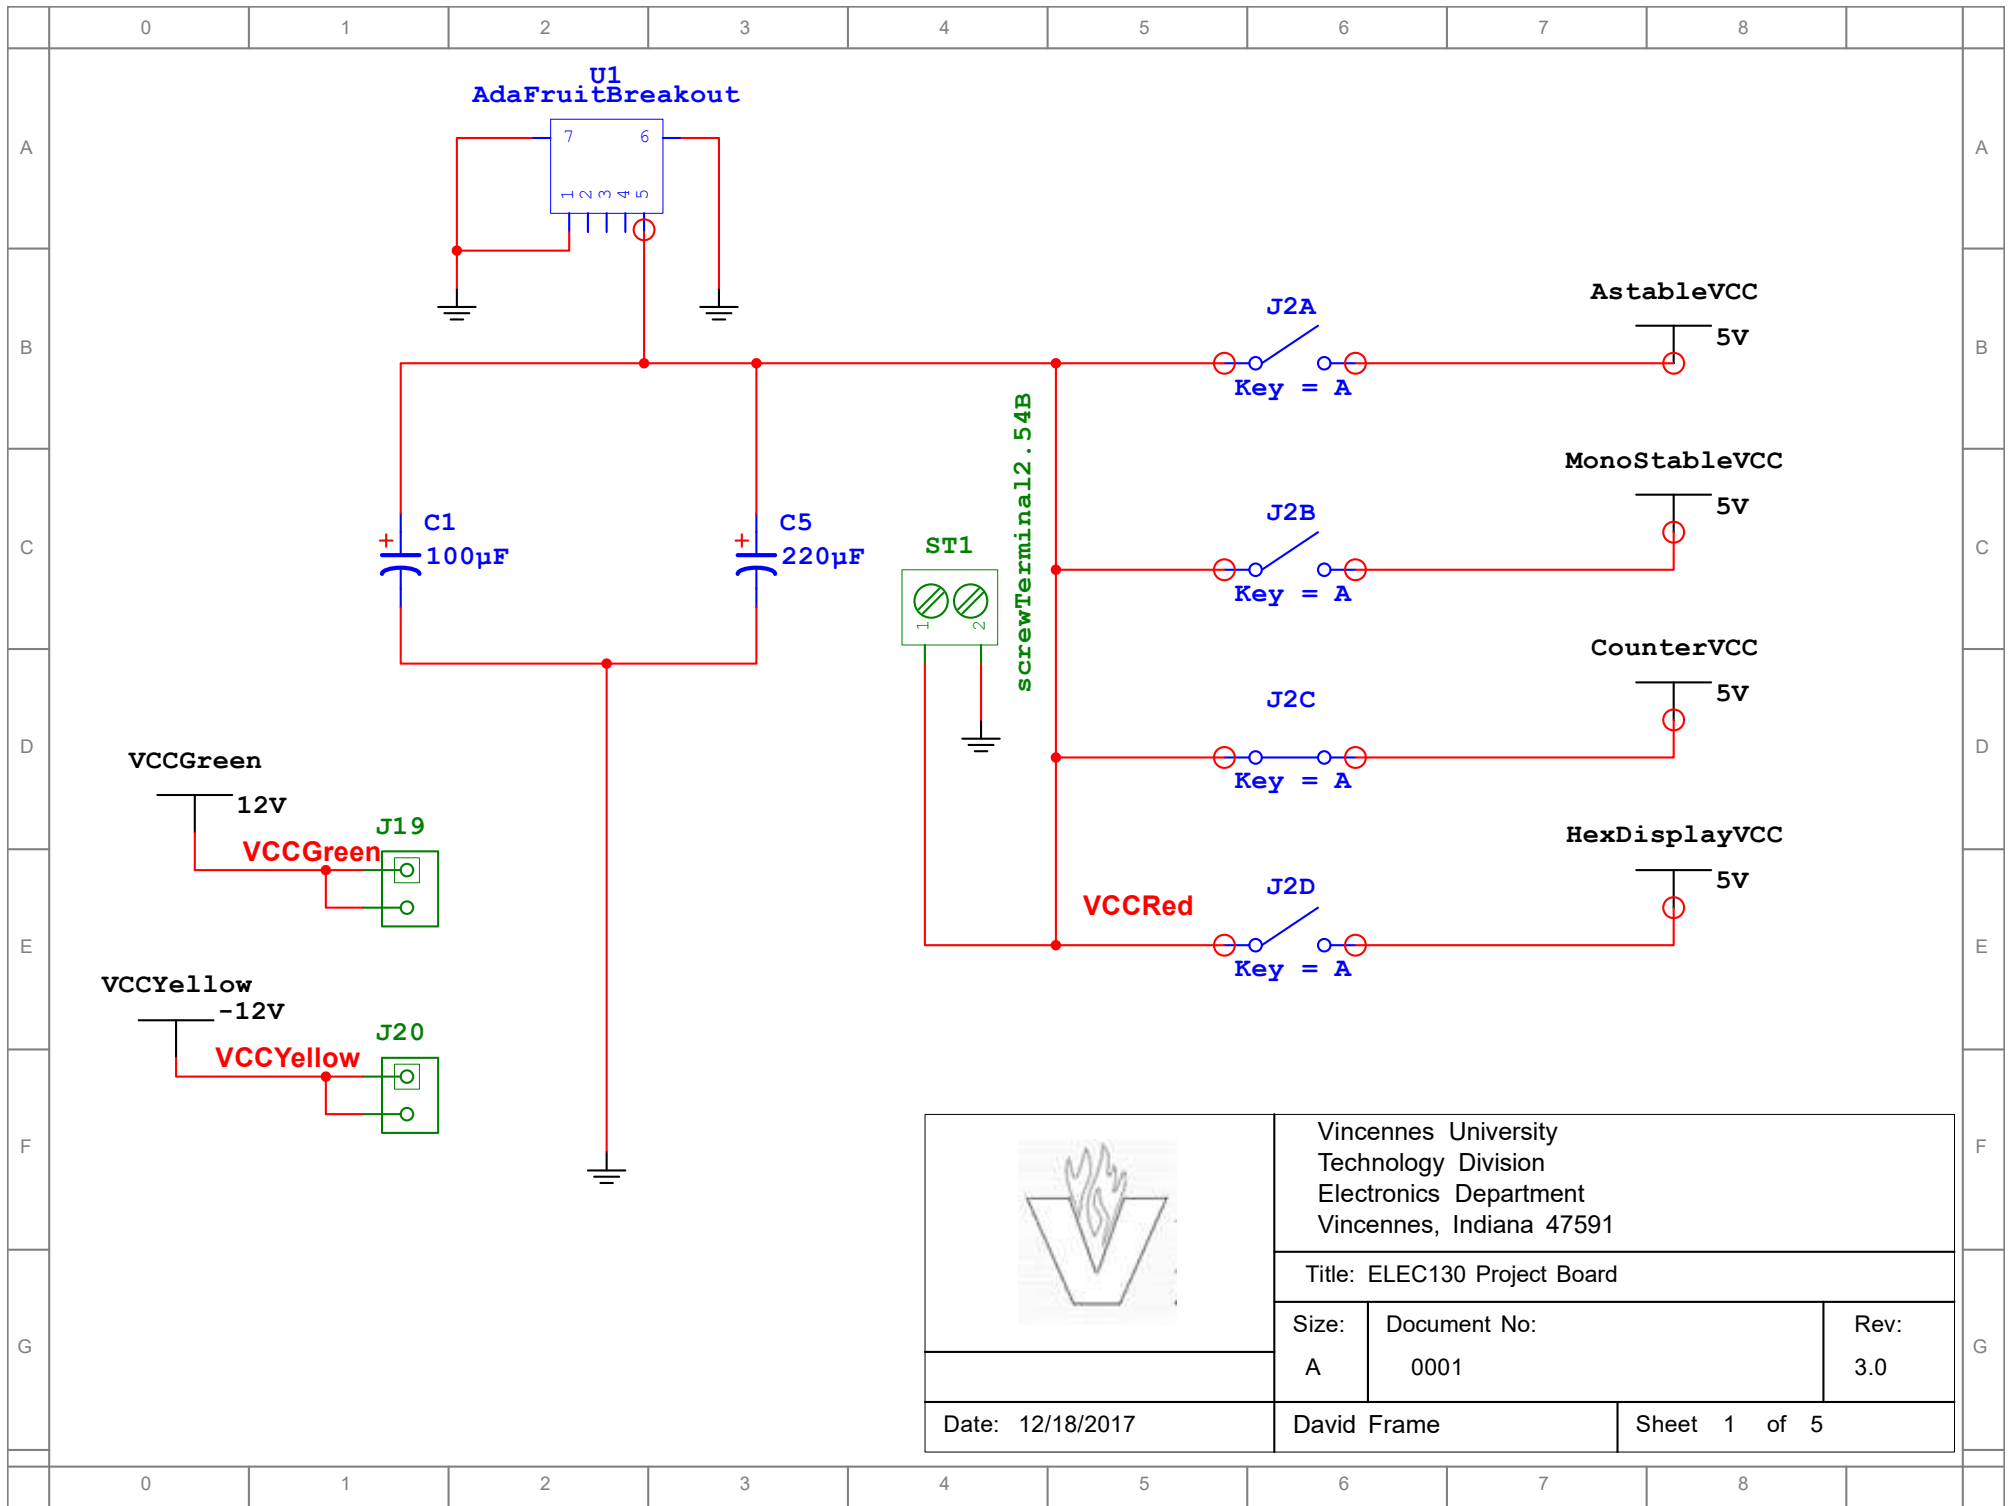 0 1 2 3 4 5 6 7 8
U1
AdaFruitBreakout
7 6
1 2 3 4 5
A A
AstableVCC
5V
J2A
Key = A
B B
screwTerminal2.54B
MonoStableVCC
5V
J2B
Key = A
C1
+ 100µF
C5
+ 220µF
ST1
1 2
C C
CounterVCC
5V
J2C
Key = A
D D
VCCGreen
12V
J19
VCCGreen
HexDisplayVCC
5V
J2D
VCCRed
Key = A
E E
VCCYellow
-12V
J20
VCCYellow
F F
Vincennes University
Technology Division
Electronics Department
Vincennes, Indiana 47591
Title: ELEC130 Project Board
Size: Document No: Rev:
A 0001 3.0
G G
Date: 12/18/2017 David Frame Sheet 1 of 5
0 1 2 3 4 5 6 7 8